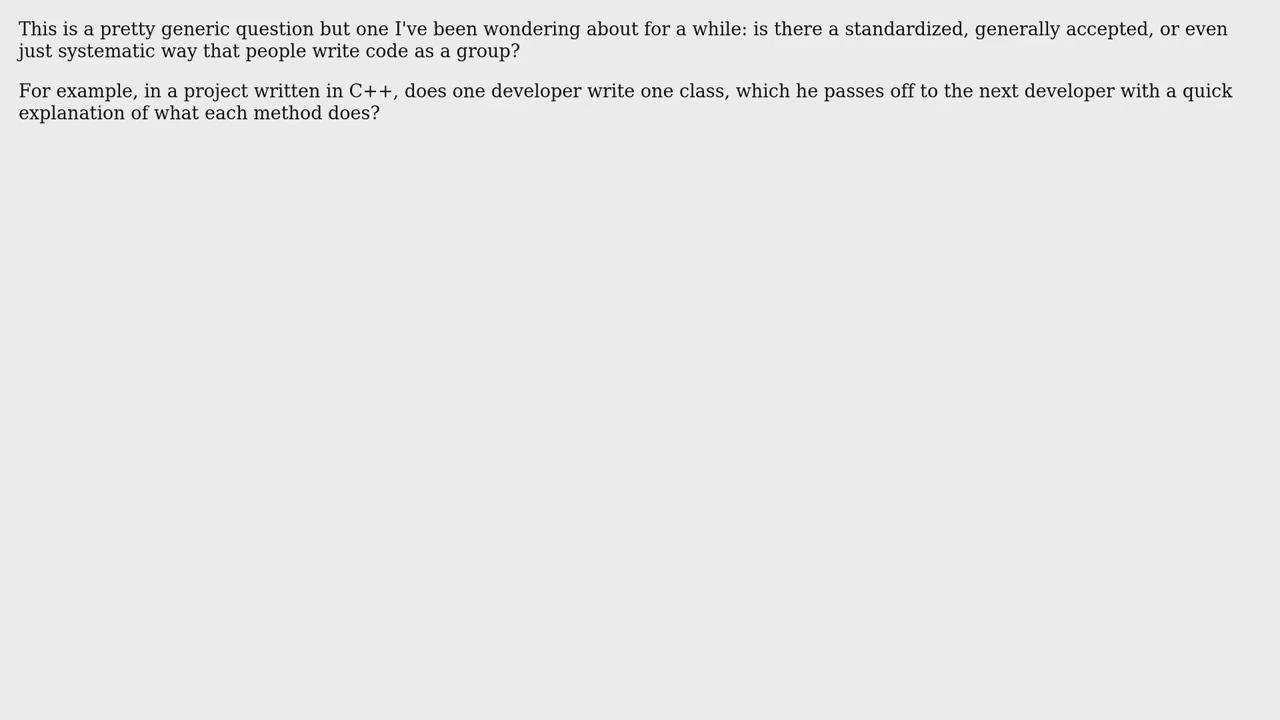 This is a pretty generic question but one I've been wondering about for a while: is there a standardized, generally accepted, or even
just systematic way that people write code as a group?
For example, in a project written in C++, does one developer write one class, which he passes off to the next developer with a quick
explanation of what each method does?